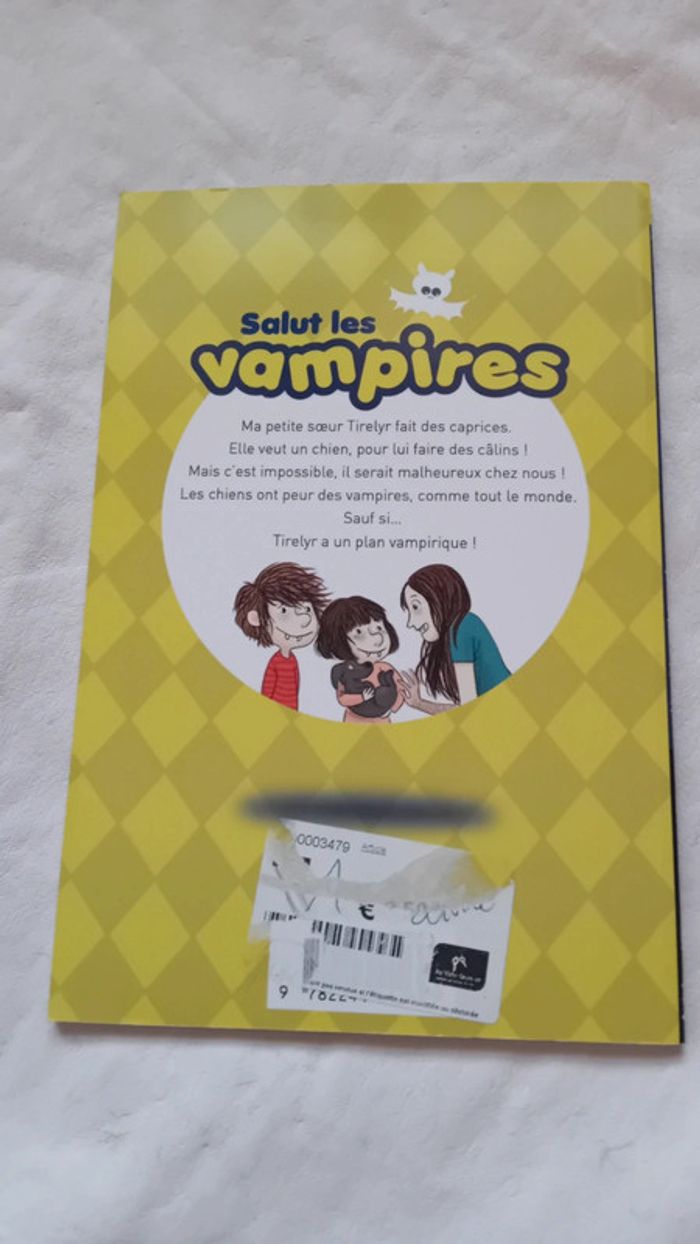 Salut les
vampires
Ma petite sœur Tirelyr fait des caprices.
Elle veut un chien, pour lui faire des câlins !
Mais c'est impossible, il serait malheureux chez nous !
Les chiens ont peur des vampires, comme tout le monde.
Sauf si...
Tirelyr a un plan vampirique !
0003479
€
9